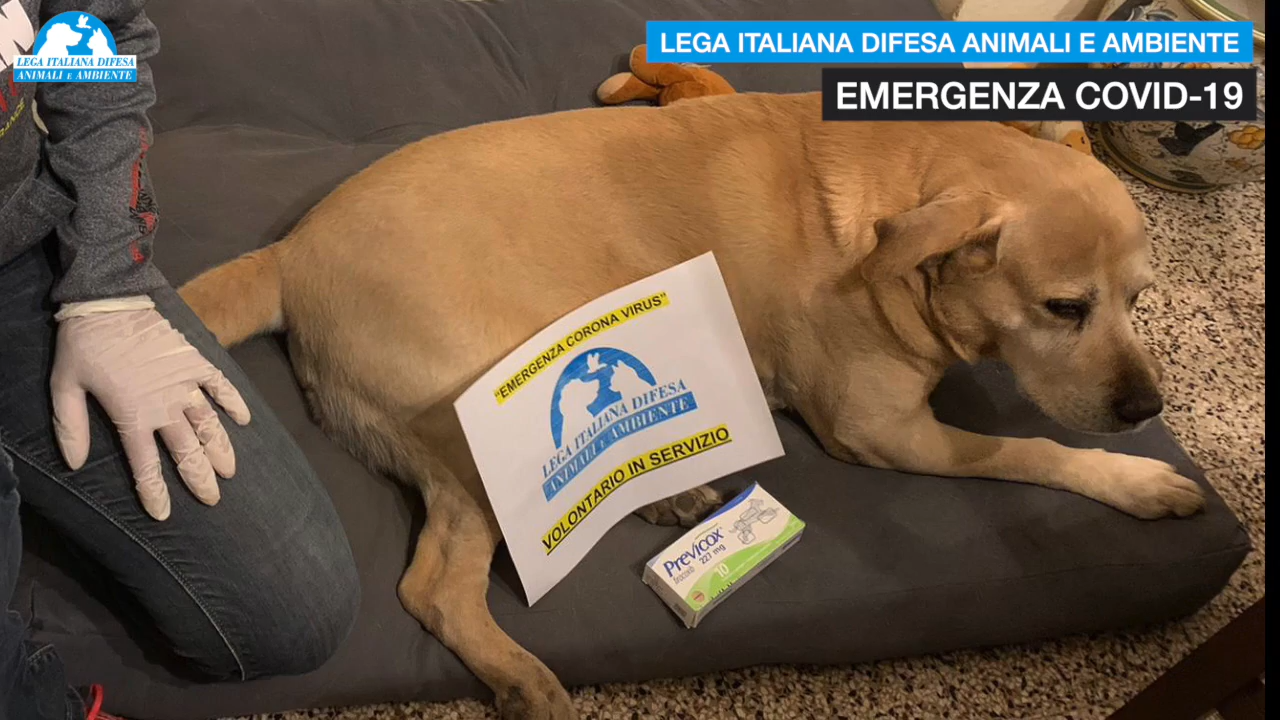 LEGA ITALIANA DIFESA
ANIMALI E AMBIENTE
LEGA ITALIANA DIFESA ANIMALI E AMBIENTE
EMERGENZA COVID-19
"EMERGENZA CORONA VIRUS"
LEGA ITALIANA DIFESA
ANIMALI E AMBIENTE
VOLONTARIO IN SERVIZIO
PREVICOX
227 mg
firocoxib
10